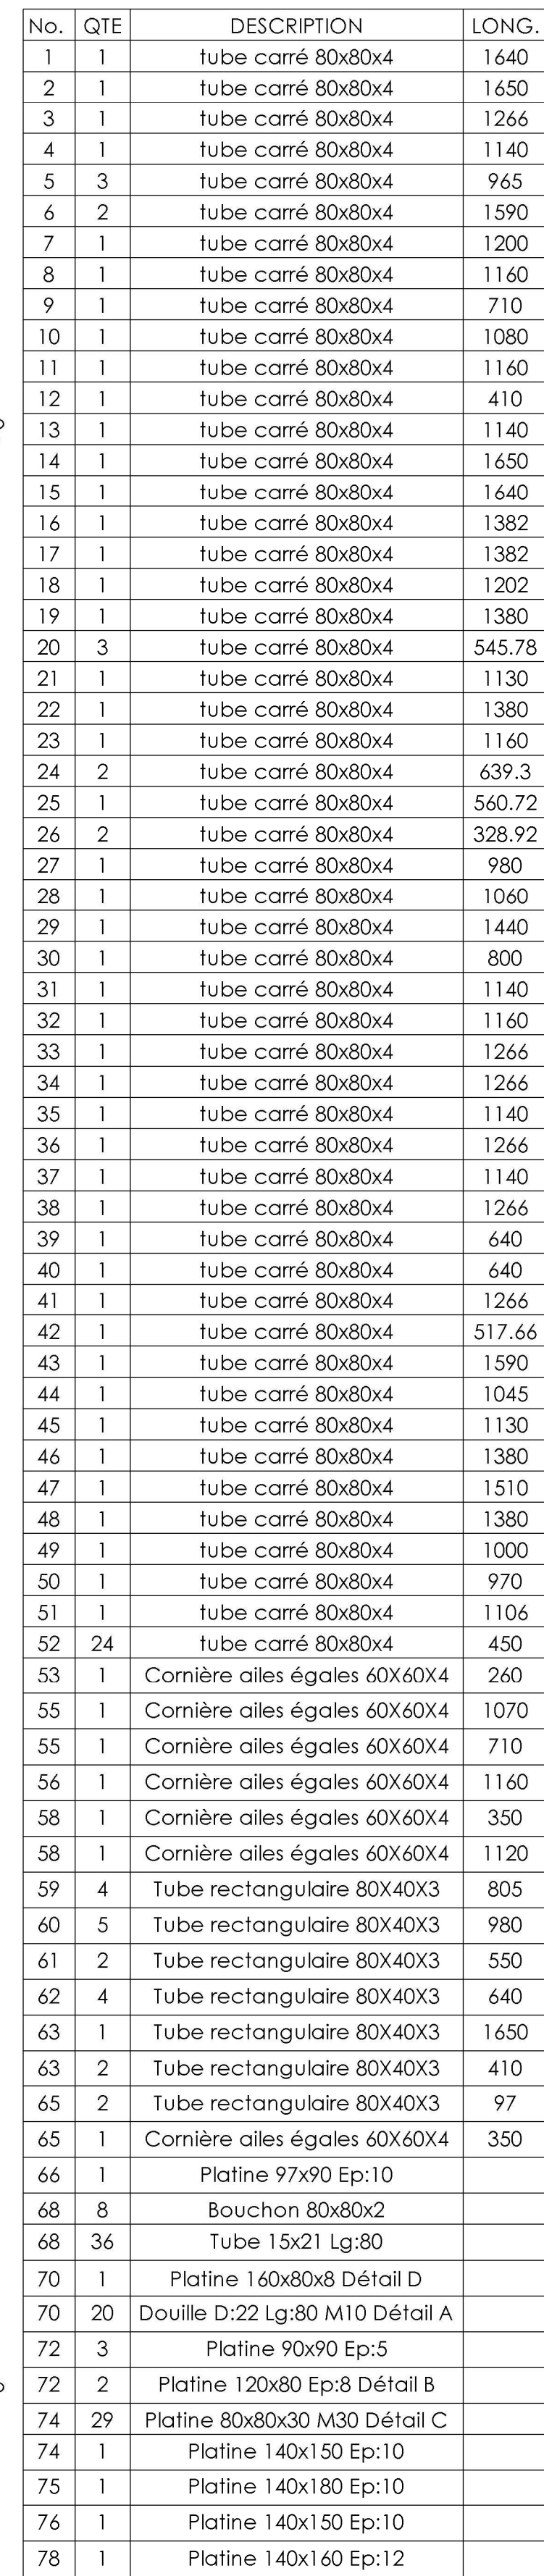 No. QTE DESCRIPTION LONG.
1 1 tube carré 80x80x4 1640
2 1 tube carré 80x80x4 1650
3 1 tube carré 80x80x4 1266
4 1 tube carré 80x80x4 1140
5 3 tube carré 80x80x4 965
6 2 tube carré 80x80x4 1590
7 1 tube carré 80x80x4 1200
8 1 tube carré 80x80x4 1160
9 1 tube carré 80x80x4 710
10 1 tube carré 80x80x4 1080
11 1 tube carré 80x80x4 1160
12 1 tube carré 80x80x4 410
13 1 tube carré 80x80x4 1140
14 1 tube carré 80x80x4 1650
15 1 tube carré 80x80x4 1640
16 1 tube carré 80x80x4 1382
17 1 tube carré 80x80x4 1382
18 1 tube carré 80x80x4 1202
19 1 tube carré 80x80x4 1380
20 3 tube carré 80x80x4 545.78
21 1 tube carré 80x80x4 1130
22 1 tube carré 80x80x4 1380
23 1 tube carré 80x80x4 1160
24 2 tube carré 80x80x4 639.3
25 1 tube carré 80x80x4 560.72
26 2 tube carré 80x80x4 328.92
27 1 tube carré 80x80x4 980
28 1 tube carré 80x80x4 1060
29 1 tube carré 80x80x4 1440
30 1 tube carré 80x80x4 800
31 1 tube carré 80x80x4 1140
32 1 tube carré 80x80x4 1160
33 1 tube carré 80x80x4 1266
34 1 tube carré 80x80x4 1266
35 1 tube carré 80x80x4 1140
36 1 tube carré 80x80x4 1266
37 1 tube carré 80x80x4 1140
38 1 tube carré 80x80x4 1266
39 1 tube carré 80x80x4 640
40 1 tube carré 80x80x4 640
41 1 tube carré 80x80x4 1266
42 1 tube carré 80x80x4 517.66
43 1 tube carré 80x80x4 1590
44 1 tube carré 80x80x4 1045
45 1 tube carré 80x80x4 1130
46 1 tube carré 80x80x4 1380
47 1 tube carré 80x80x4 1510
48 1 tube carré 80x80x4 1380
49 1 tube carré 80x80x4 1000
50 1 tube carré 80x80x4 970
51 1 tube carré 80x80x4 1106
52 24 tube carré 80x80x4 450
53 1 Cornière ailes égales 60X60X4 260
55 1 Cornière ailes égales 60X60X4 1070
55 1 Cornière ailes égales 60X60X4 710
56 1 Cornière ailes égales 60X60X4 1160
58 1 Cornière ailes égales 60X60X4 350
58 1 Cornière ailes égales 60X60X4 1120
59 4 Tube rectangulaire 80X40X3 805
60 5 Tube rectangulaire 80X40X3 980
61 2 Tube rectangulaire 80X40X3 550
62 4 Tube rectangulaire 80X40X3 640
63 1 Tube rectangulaire 80X40X3 1650
63 2 Tube rectangulaire 80X40X3 410
65 2 Tube rectangulaire 80X40X3 97
65 1 Cornière ailes égales 60X60X4 350
66 1 Platine 97x90 Ep:10
68 8 Bouchon 80x80x2
68 36 Tube 15x21 Lg:80
70 1 Platine 160x80x8 Détail D
70 20 Douille D:22 Lg:80 M10 Détail A
72 3 Platine 90x90 Ep:5
72 2 Platine 120x80 Ep:8 Détail B
74 29 Platine 80x80x30 M30 Détail C
74 1 Platine 140x150 Ep:10
75 1 Platine 140x180 Ep:10
76 1 Platine 140x150 Ep:10
78 1 Platine 140x160 Ep:12